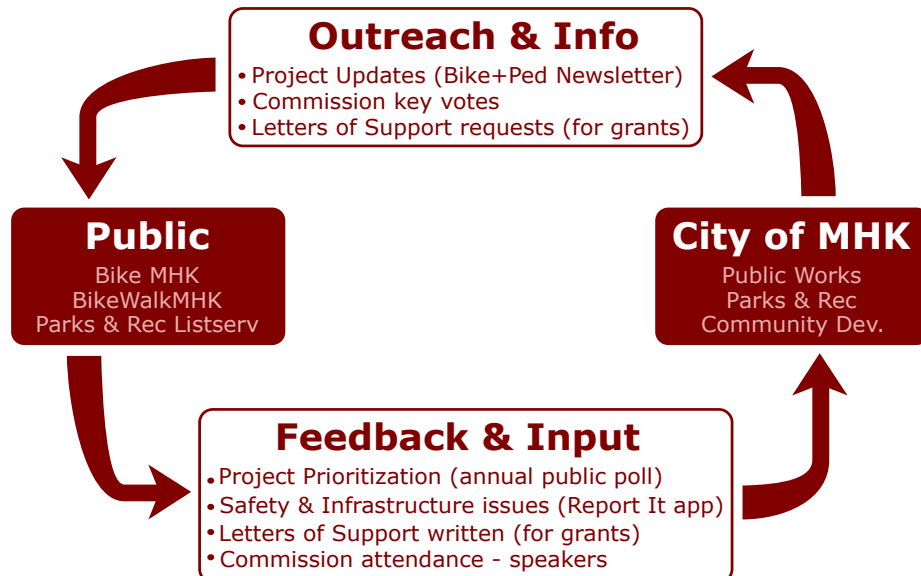 Outreach & Info
• Project Updates (Bike+Ped Newsletter)
• Commission key votes
• Letters of Support requests (for grants)
Public
Bike MHK
BikeWalkMHK
Parks & Rec Listserv
City of MHK
Public Works
Parks & Rec
Community Dev.
Feedback & Input
• Project Prioritization (annual public poll)
• Safety & Infrastructure issues (Report It app)
• Letters of Support written (for grants)
• Commission attendance - speakers